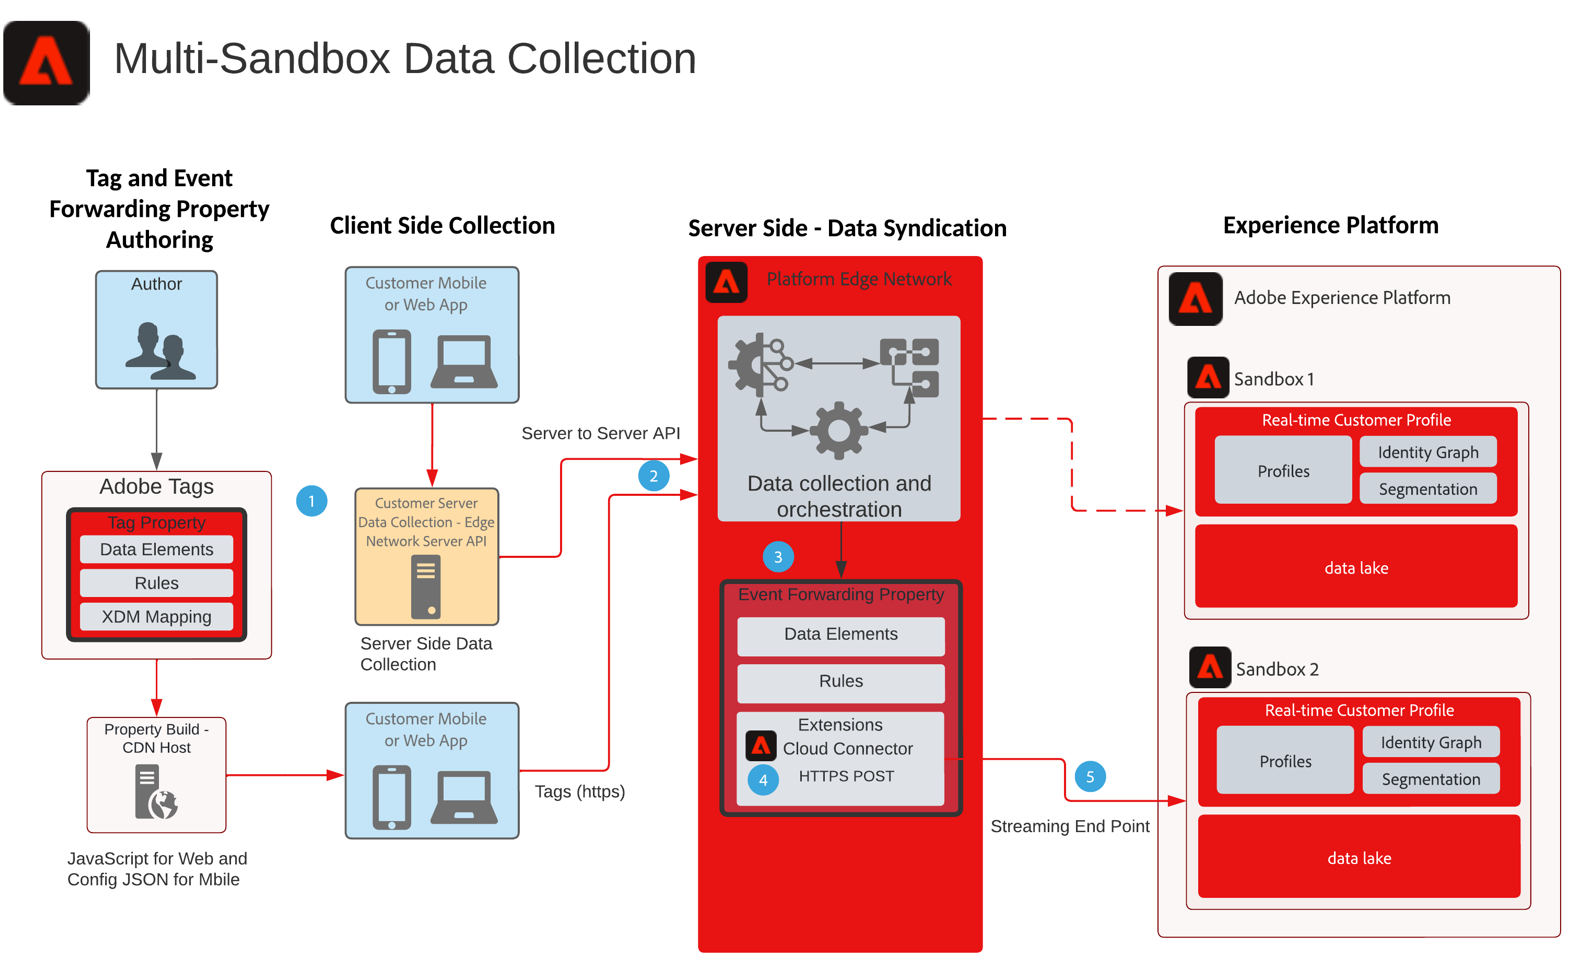 Multi-Sandbox Data Collection
Tag and Event
Forwarding Property
Authoring
Author
Adobe Tags
Tag Property
Data Elements
Rules
XDM Mapping
Property Build -
CDN Host
JavaScript for Web and
Config JSON for Mbile
1
Client Side Collection
Customer Mobile
or Web App
Customer Server
Data Collection - Edge
Network Server API
Server Side Data
Collection
Customer Mobile
or Web App
Server to Server API
2
Tags (https)
Server Side - Data Syndication
Platform Edge Network
Data collection and
orchestration
3
Event Forwarding Property
Data Elements
Rules
Extensions
Cloud Connector
4
HTTPS POST
5
Streaming End Point
Experience Platform
Adobe Experience Platform
Sandbox 1
Real-time Customer Profile
Profiles
Identity Graph
Segmentation
data lake
Sandbox 2
Real-time Customer Profile
Profiles
Identity Graph
Segmentation
data lake